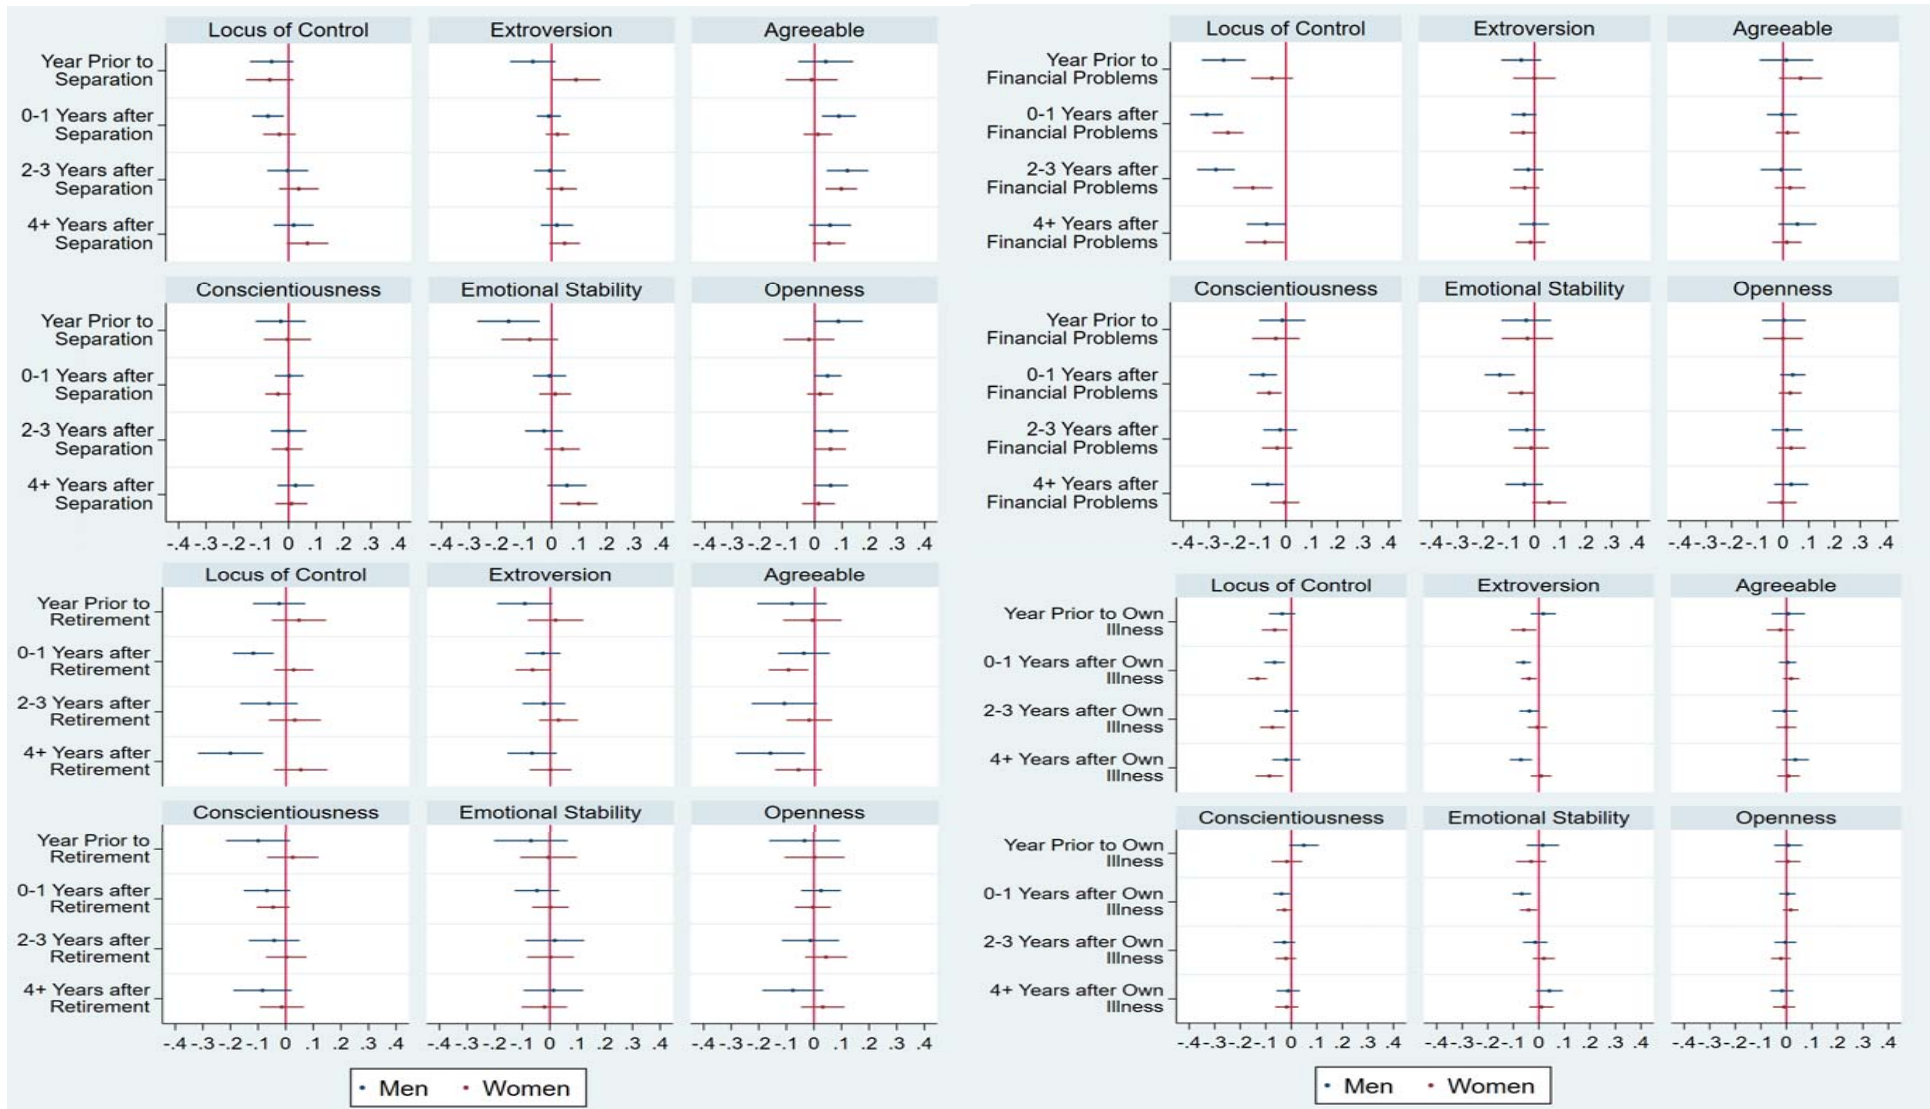 Locus of Control Extroversion Agreeable
Year Prior to
Separation
0-1 Years after
Separation
2-3 Years after
Separation
4+ Years after
Separation
Conscientiousness Emotional Stability Openness
Year Prior to
Separation
0-1 Years after
Separation
2-3 Years after
Separation
4+ Years after
Separation
-.4 -.3 -.2 -.1 0 .1 .2 .3 .4 -.4 -.3 -.2 -.1 0 .1 .2 .3 .4 -.4 -.3 -.2 -.1 0 .1 .2 .3 .4
Locus of Control Extroversion Agreeable
Year Prior to
Retirement
0-1 Years after
Retirement
2-3 Years after
Retirement
4+ Years after
Retirement
Conscientiousness Emotional Stability Openness
Year Prior to
Retirement
0-1 Years after
Retirement
2-3 Years after
Retirement
4+ Years after
Retirement
-.4 -.3 -.2 -.1 0 .1 .2 .3 .4 -.4 -.3 -.2 -.1 0 .1 .2 .3 .4 -.4 -.3 -.2 -.1 0 .1 .2 .3 .4
Men Women
Locus of Control Extroversion Agreeable
Year Prior to
Financial Problems
0-1 Years after
Financial Problems
2-3 Years after
Financial Problems
4+ Years after
Financial Problems
Conscientiousness Emotional Stability Openness
Year Prior to
Financial Problems
0-1 Years after
Financial Problems
2-3 Years after
Financial Problems
4+ Years after
Financial Problems
-.4 -.3 -.2 -.1 0 .1 .2 .3 .4 -.4 -.3 -.2 -.1 0 .1 .2 .3 .4 -.4 -.3 -.2 -.1 0 .1 .2 .3 .4
Locus of Control Extroversion Agreeable
Year Prior to Own
Illness
0-1 Years after Own
Illness
2-3 Years after Own
Illness
4+ Years after Own
Illness
Conscientiousness Emotional Stability Openness
Year Prior to Own
Illness
0-1 Years after Own
Illness
2-3 Years after Own
Illness
4+ Years after Own
Illness
-.4 -.3 -.2 -.1 0 .1 .2 .3 .4 -.4 -.3 -.2 -.1 0 .1 .2 .3 .4 -.4 -.3 -.2 -.1 0 .1 .2 .3 .4
Men Women